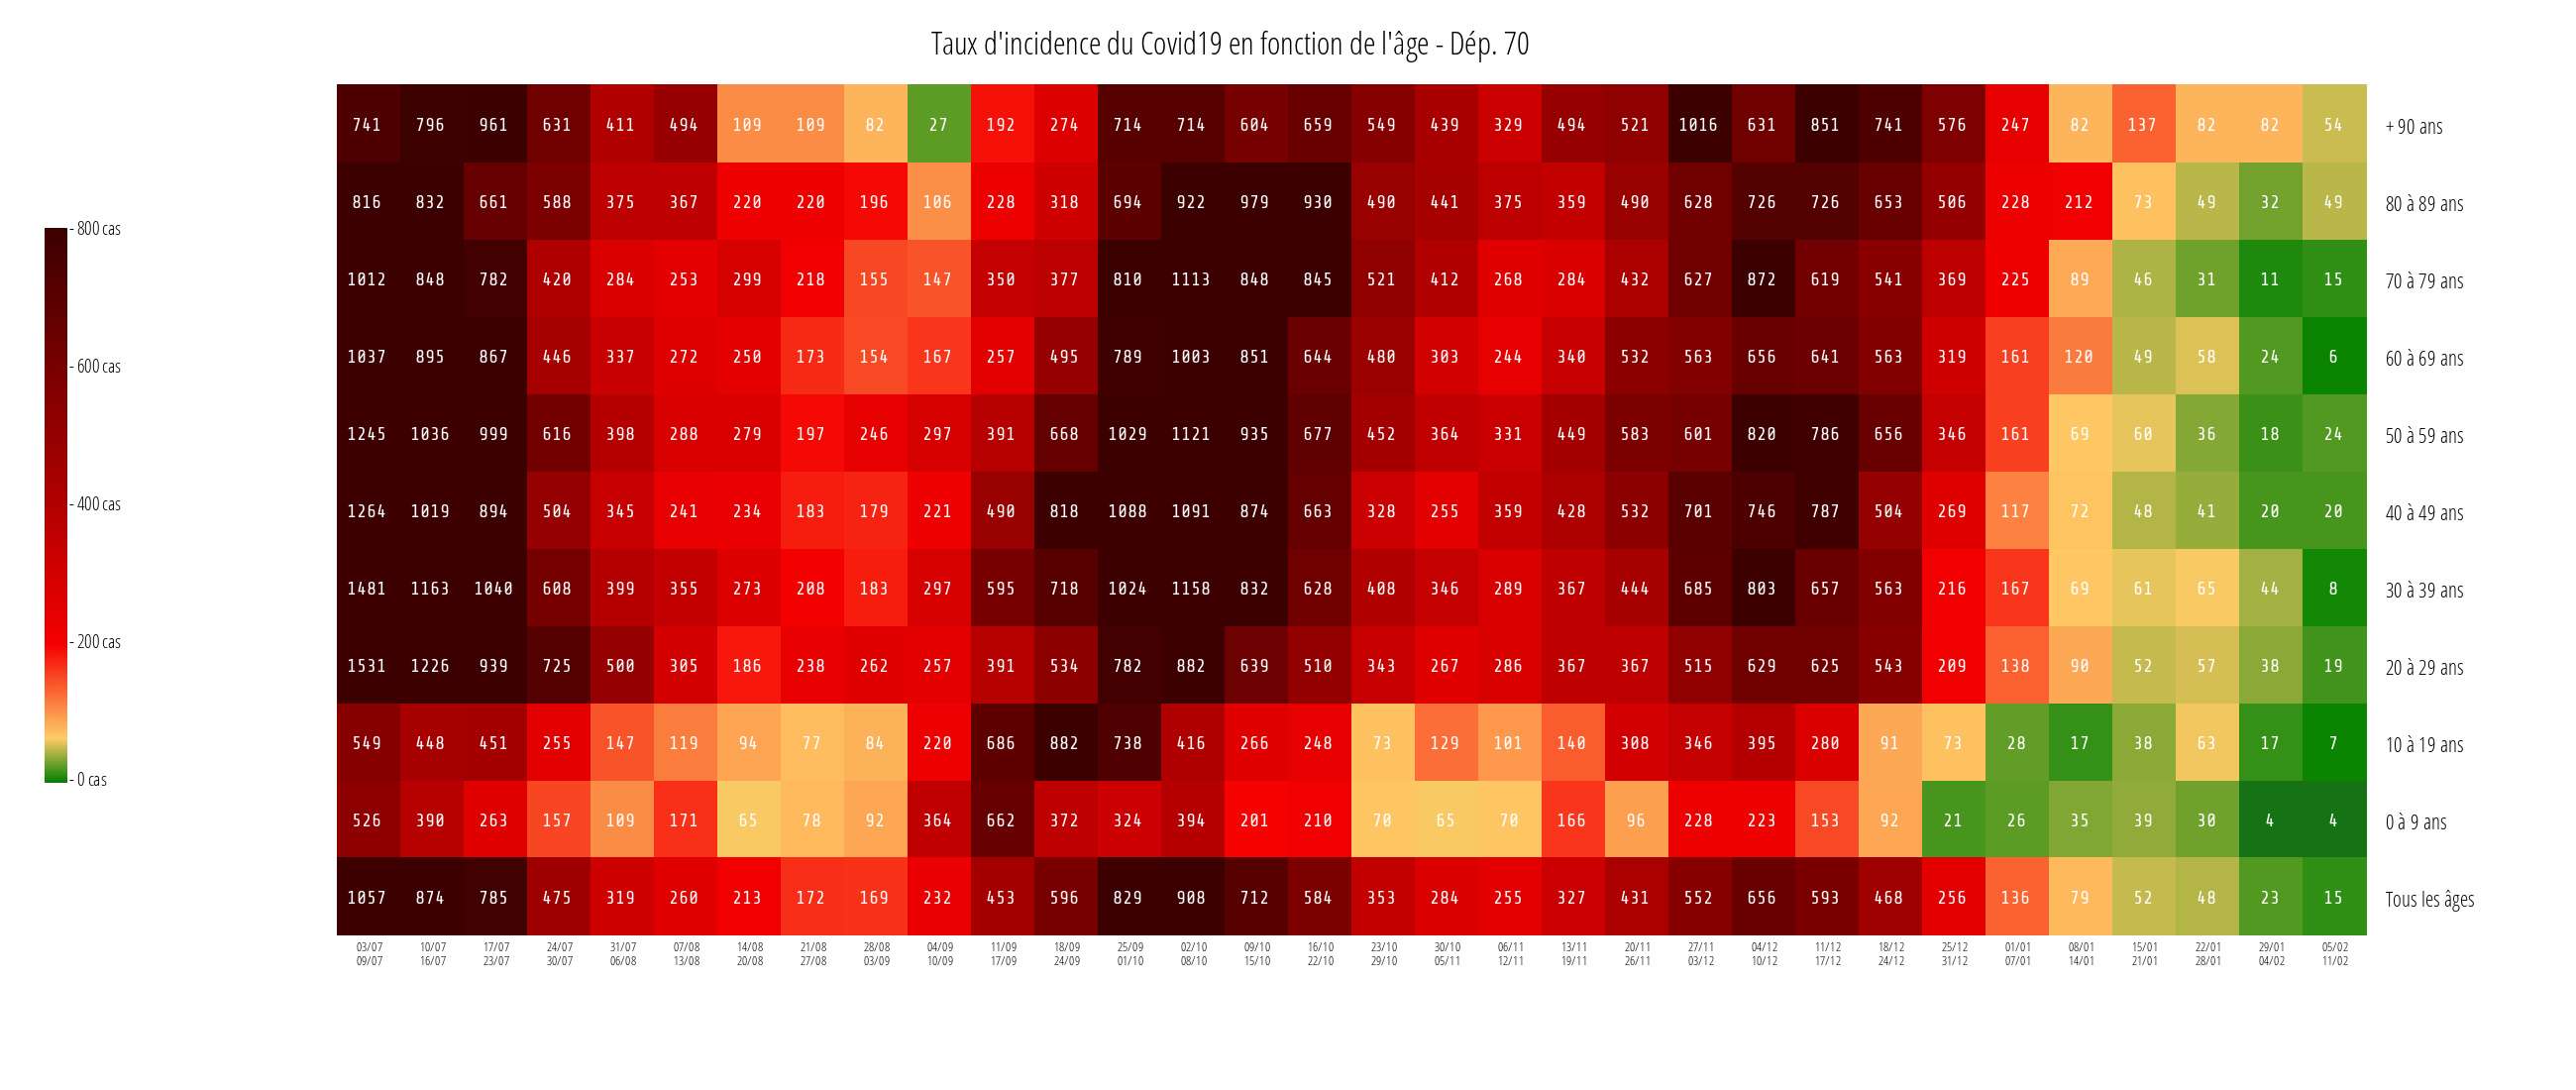 Taux d'incidence du Covid19 en fonction de l'âge - Dép. 70
741 796 961 631 411 494 109 109 82 27 192 274 714 714 604 659 549 439 329 494 521 1016 631 851 741 576 247 82 137 82 82 54 + 90 ans
816 832 661 588 375 367 220 220 196 106 228 318 694 922 979 930 490 441 375 359 490 628 726 726 653 506 228 212 73 49 32 49 80 à 89 ans
- 800 cas
1012 848 782 420 284 253 299 218 155 147 350 377 810 1113 848 845 521 412 268 284 432 627 872 619 541 369 225 89 46 31 11 15 70 à 79 ans
1037 895 867 446 337 272 250 173 154 167 257 495 789 1003 851 644 480 303 244 340 532 563 656 641 563 319 161 120 49 58 24 6 60 à 69 ans
- 600 cas
1245 1036 999 616 398 288 279 197 246 297 391 668 1029 1121 935 677 452 364 331 449 583 601 820 786 656 346 161 69 60 36 18 24 50 à 59 ans
- 400 cas
1264 1019 894 504 345 241 234 183 179 221 490 818 1088 1091 874 663 328 255 359 428 532 701 746 787 504 269 117 72 48 41 20 20 40 à 49 ans
1481 1163 1040 608 399 355 273 208 183 297 595 718 1024 1158 832 628 408 346 289 367 444 685 803 657 563 216 167 69 61 65 44 8 30 à 39 ans
- 200 cas
1531 1226 939 725 500 305 186 238 262 257 391 534 782 882 639 510 343 267 286 367 367 515 629 625 543 209 138 90 52 57 38 19 20 à 29 ans
549 448 451 255 147 119 94 77 84 220 686 882 738 416 266 248 73 129 101 140 308 346 395 280 91 73 28 17 38 63 17 7 10 à 19 ans
- 0 cas
526 390 263 157 109 171 65 78 92 364 662 372 324 394 201 210 70 65 70 166 96 228 223 153 92 21 26 35 39 30 4 4 0 à 9 ans
1057 874 785 475 319 260 213 172 169 232 453 596 829 908 712 584 353 284 255 327 431 552 656 593 468 256 136 79 52 48 23 15 Tous les âges
03/07 10/07 17/07 24/07 31/07 07/08 14/08 21/08 28/08 04/09 11/09 18/09 25/09 02/10 09/10 16/10 23/10 30/10 06/11 13/11 20/11 27/11 04/12 11/12 18/12 25/12 01/01 08/01 15/01 22/01 29/01 05/02
09/07 16/07 23/07 30/07 06/08 13/08 20/08 27/08 03/09 10/09 17/09 24/09 01/10 08/10 15/10 22/10 29/10 05/11 12/11 19/11 26/11 03/12 10/12 17/12 24/12 31/12 07/01 14/01 21/01 28/01 04/02 11/02